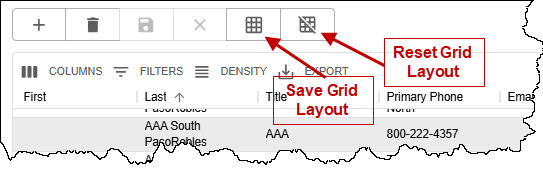 Reset Grid
Layout
COLUMNS FILTERS DENSITY EXPORT
Save Grid
Layout
First Last Title Primary Phone Emai
PasoRobles North
AAA South
PasoRobles
AAA
800-222-4357